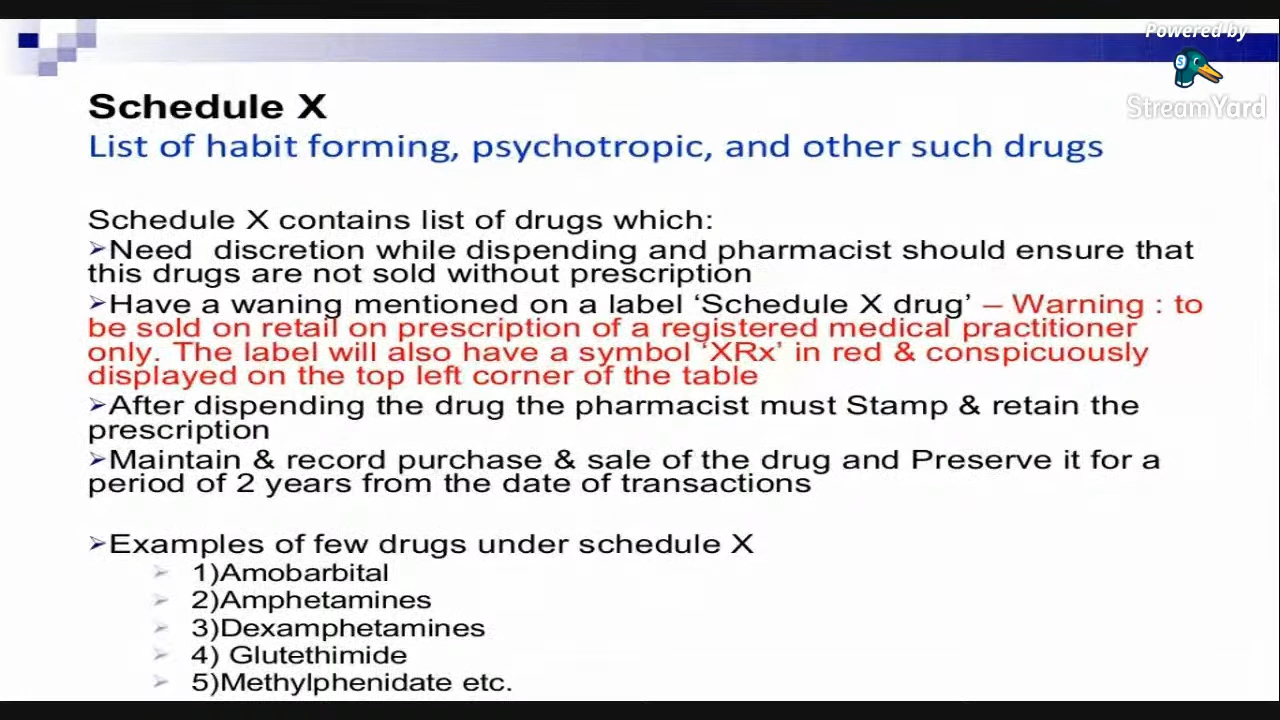 Powered by
StreamYard
Schedule X
List of habit forming, psychotropic, and other such drugs
Schedule X contains list of drugs which:
➢Need discretion while dispending and pharmacist should ensure that
this drugs are not sold without prescription
➢Have a waning mentioned on a label ‘Schedule X drug’ – Warning : to
be sold on retail on prescription of a registered medical practitioner
only. The label will also have a symbol ‘XRx’ in red & conspicuously
displayed on the top left corner of the table
➢After dispending the drug the pharmacist must Stamp & retain the
prescription
➢Maintain & record purchase & sale of the drug and Preserve it for a
period of 2 years from the date of transactions
➢Examples of few drugs under schedule X
➢ 1)Amobarbital
➢ 2)Amphetamines
➢ 3)Dexamphetamines
➢ 4) Glutethimide
➢ 5)Methylphenidate etc.